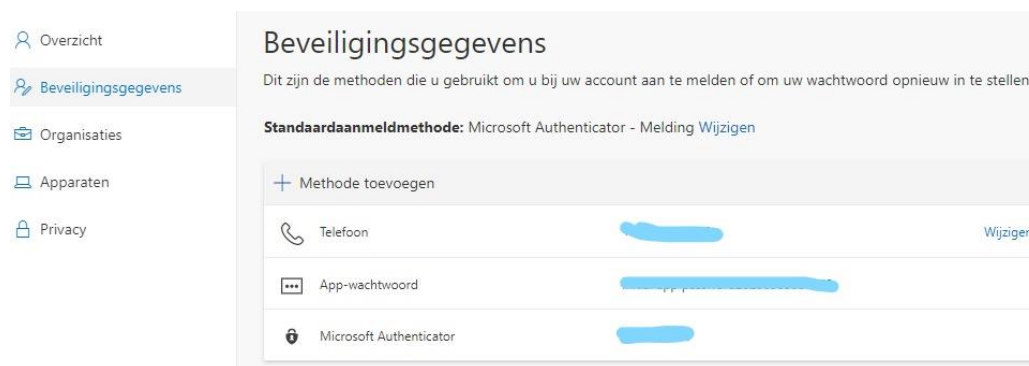 Overzicht
Beveiligingsgegevens
Organisaties
Apparaten
Privacy
Beveiligingsgegevens
Dit zijn de methoden die u gebruikt om u bij uw account aan te melden of om uw wachtwoord opnieuw in te stellen
Standaardaanmeldmethode: Microsoft Authenticator - Melding Wijzigen
Methode toevoegen
Telefoon Wijzigen
App-wachtwoord
Microsoft Authenticator